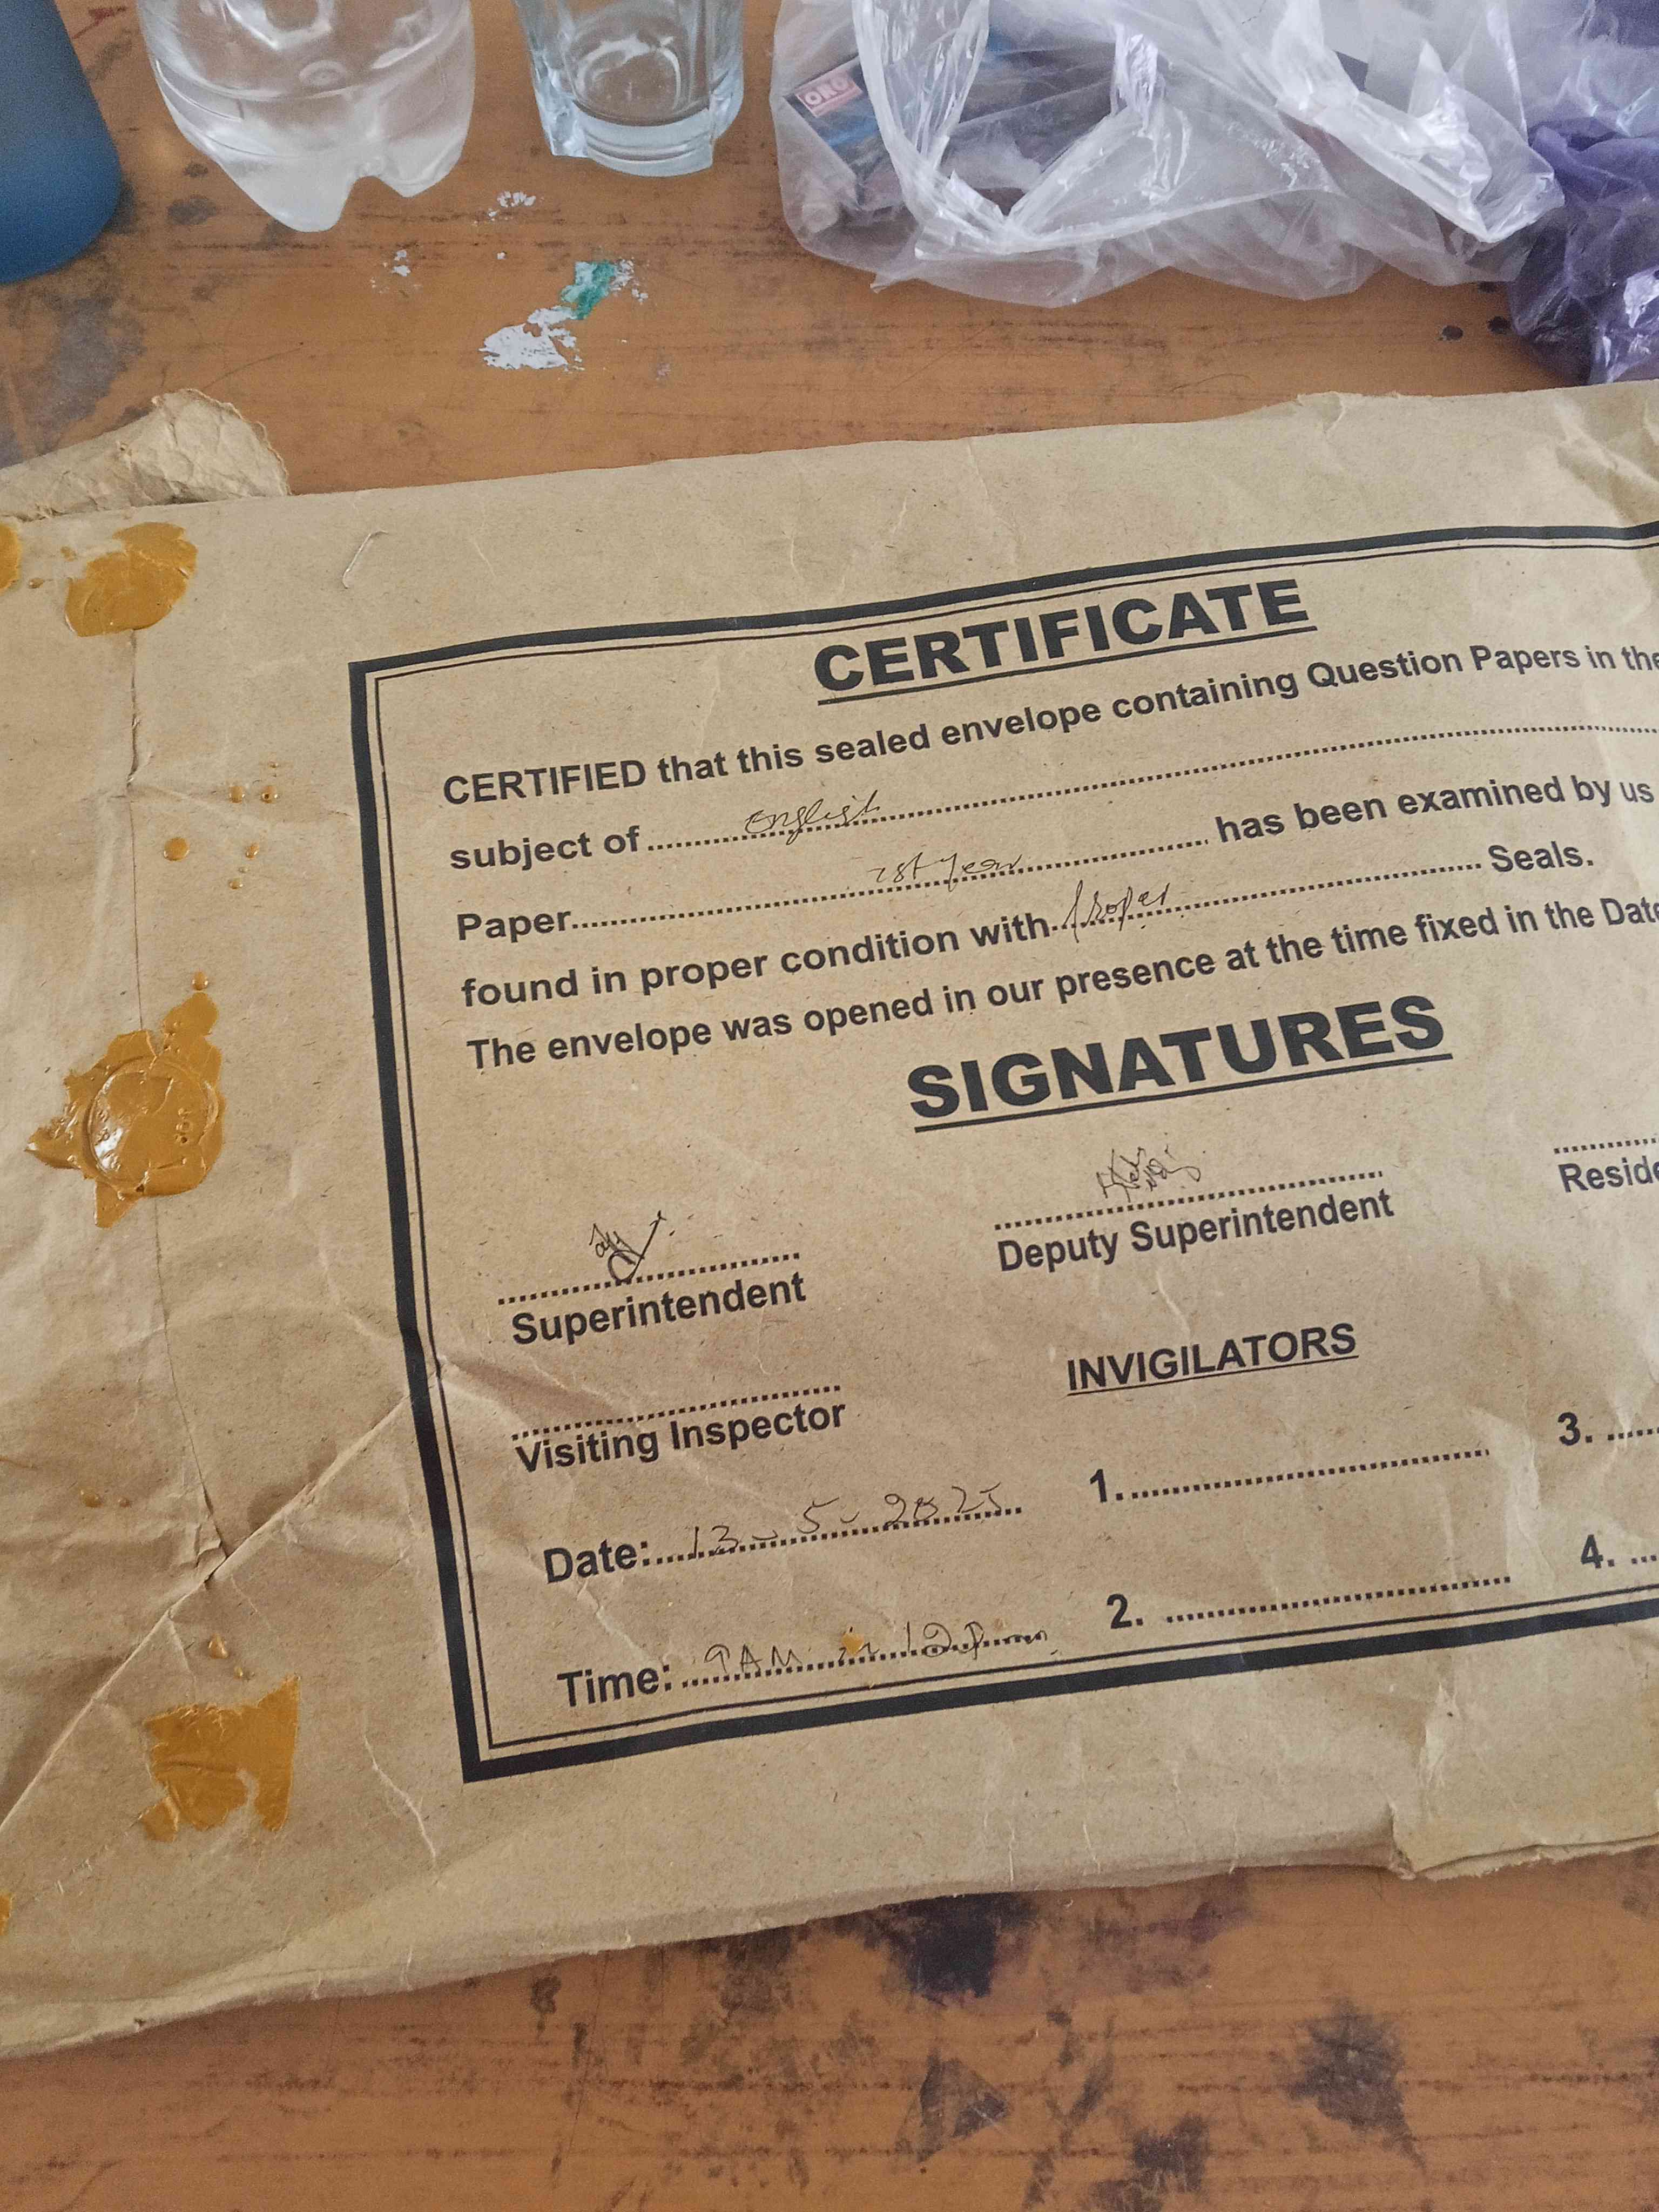 ORO
CERTIFICATE
CERTIFIED that this sealed envelope containing Question Papers in the
subject of English
Paper 1st year has been examined by us
found in proper condition with proper Seals.
The envelope was opened in our presence at the time fixed in the Date
SIGNATURES
Superintendent
Deputy Superintendent
Reside
Visiting Inspector
INVIGILATORS
Date: 13-5-2025
1.
3.
Time: 9AM 12pm
2.
4.